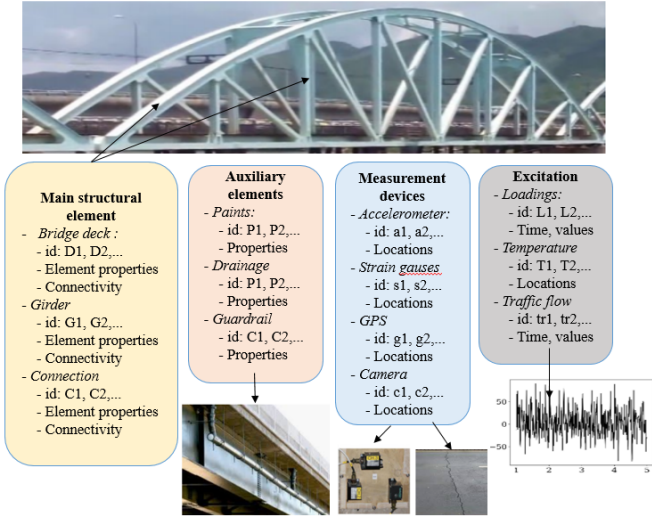 Main structural
element
- Bridge deck :
- id: D1, D2,...
- Element properties
- Connectivity
- Girder
- id: G1, G2,...
- Element properties
- Connectivity
- Connection
- id: C1, C2,...
- Element properties
- Connectivity
Auxiliary
elements
- Paints:
- id: P1, P2,...
- Properties
- Drainage
- id: P1, P2,...
- Properties
- Guardrail
- id: C1, C2,...
- Properties
Measurement
devices
- Accelerometer:
- id: a1, a2,...
- Locations
- Strain gauses
- id: s1, s2,...
- Locations
- GPS
- id: g1, g2,...
- Locations
- Camera
- id: c1, c2,...
- Locations
Excitation
- Loadings:
- id: L1, L2,...
- Time, values
- Temperature
- id: T1, T2,...
- Locations
- Traffic flow
- id: tr1, tr2,...
- Time, values
50
0
−50
1 2 3 4 5